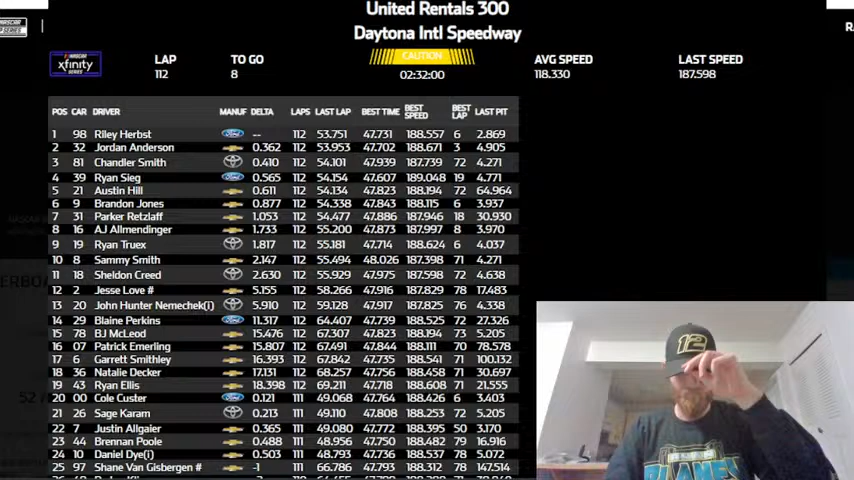 United Rentals 300
Daytona Intl Speedway
LAP TO GO CAUTION AVG SPEED LAST SPEED
xfinity
SERIES
112 8 02:32:00 118.330 187.598
POS CAR DRIVER MANUF DELTA LAPS LAST LAP BEST TIME BEST SPEED BEST LAP LAST PIT
1 98 Riley Herbst Ford -- 112 53.751 47.731 188.557 6 2.869
2 32 Jordan Anderson 0.362 112 53.953 47.702 188.671 3 4.905
3 81 Chandler Smith 0.410 112 54.101 47.939 187.739 72 4.271
4 39 Ryan Sieg Ford 0.565 112 54.154 47.607 189.048 19 4.771
5 21 Austin Hill 0.611 112 54.134 47.823 188.194 72 64.964
6 9 Brandon Jones 0.877 112 54.338 47.843 188.115 6 3.937
7 31 Parker Retzlaff 1.053 112 54.477 47.886 187.946 18 30.930
8 16 AJ Allmendinger 1.733 112 55.200 47.873 187.997 8 3.970
9 19 Ryan Truex 1.817 112 55.181 47.714 188.624 6 4.037
10 8 Sammy Smith 2.147 112 55.494 48.026 187.398 71 4.271
11 18 Sheldon Creed 2.630 112 55.929 47.975 187.598 72 4.638
12 2 Jesse Love # 5.155 112 58.266 47.916 187.829 78 17.483
13 20 John Hunter Nemechek(i) 5.910 112 59.128 47.917 187.825 76 4.338
14 29 Blaine Perkins Ford 11.317 112 64.407 47.739 188.525 72 27.326
15 78 BJ McLeod 15.476 112 67.307 47.823 188.194 73 5.205
16 07 Patrick Emerling 15.807 112 67.491 47.844 188.111 70 78.578
17 6 Garrett Smithley 16.393 112 67.842 47.735 188.541 71 100.132
18 36 Natalie Decker 17.131 112 68.257 47.756 188.458 71 30.697
19 43 Ryan Ellis 18.398 112 69.211 47.718 188.608 71 21.555
20 00 Cole Custer Ford 0.121 111 49.068 47.764 188.426 6 3.403
21 26 Sage Karam 0.213 111 49.110 47.808 188.253 72 5.205
22 7 Justin Allgaier 0.365 111 49.080 47.772 188.395 50 3.170
23 44 Brennan Poole 0.488 111 48.956 47.750 188.482 79 16.916
24 10 Daniel Dye(i) 0.503 111 48.793 47.736 188.537 78 5.072
25 97 Shane Van Gisbergen # -1 111 66.786 47.793 188.312 78 147.514
12
PLANET